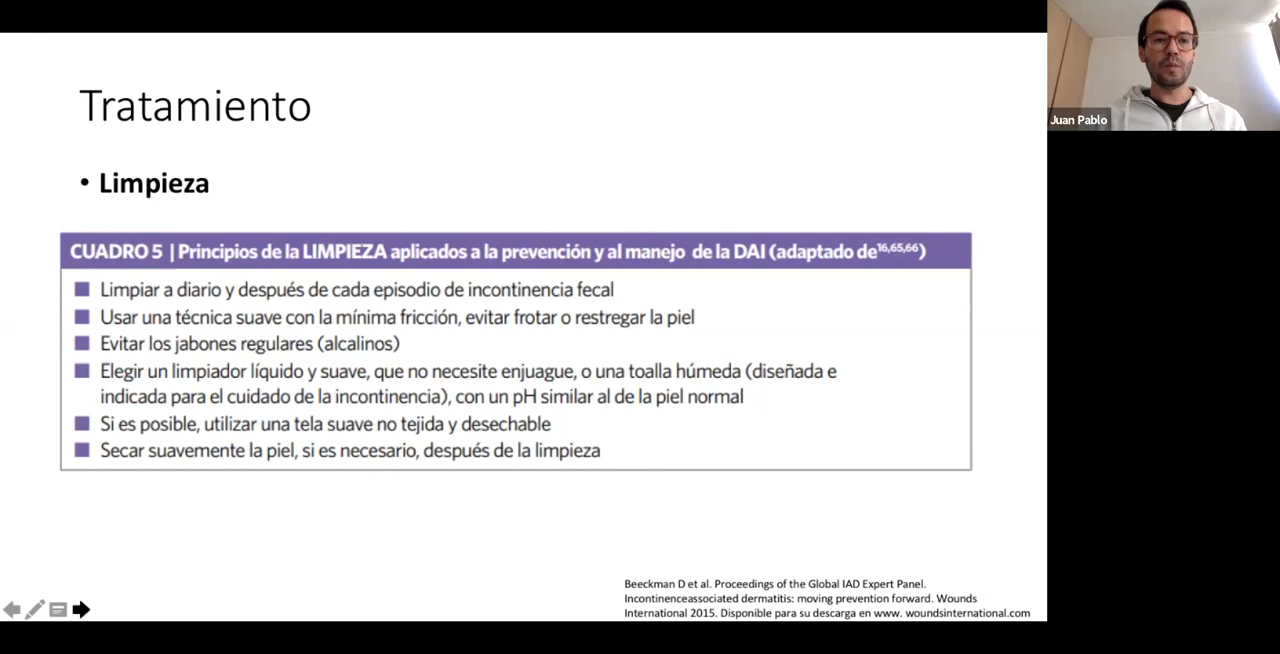 Tratamiento
• Limpieza
CUADRO 5 | Principios de la LIMPIEZA aplicados a la prevención y al manejo de la DAI (adaptado de16,65,66)
Limpiar a diario y después de cada episodio de incontinencia fecal
Usar una técnica suave con la mínima fricción, evitar frotar o restregar la piel
Evitar los jabones regulares (alcalinos)
Elegir un limpiador líquido y suave, que no necesite enjuague, o una toalla húmeda (diseñada e
indicada para el cuidado de la incontinencia), con un pH similar al de la piel normal
Si es posible, utilizar una tela suave no tejida y desechable
Secar suavemente la piel, si es necesario, después de la limpieza
Beeckman D et al. Proceedings of the Global IAD Expert Panel.
Incontinenceassociated dermatitis: moving prevention forward. Wounds
International 2015. Disponible para su descarga en www. woundsinternational.com
Juan Pablo